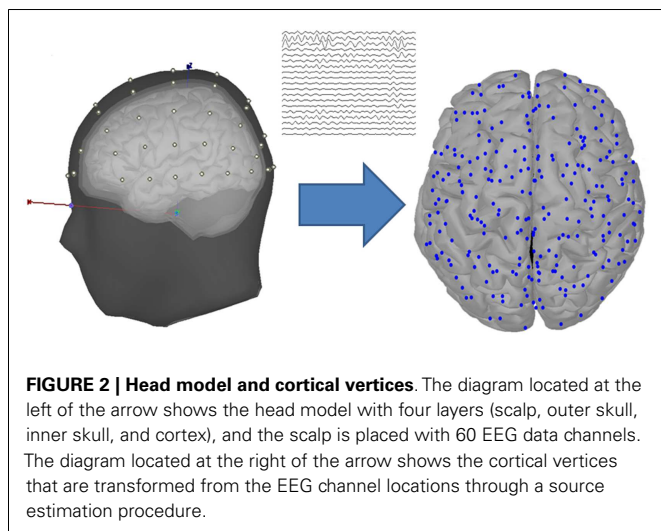 FIGURE 2 | Head model and cortical vertices. The diagram located at the
left of the arrow shows the head model with four layers (scalp, outer skull,
inner skull, and cortex), and the scalp is placed with 60 EEG data channels.
The diagram located at the right of the arrow shows the cortical vertices
that are transformed from the EEG channel locations through a source
estimation procedure.